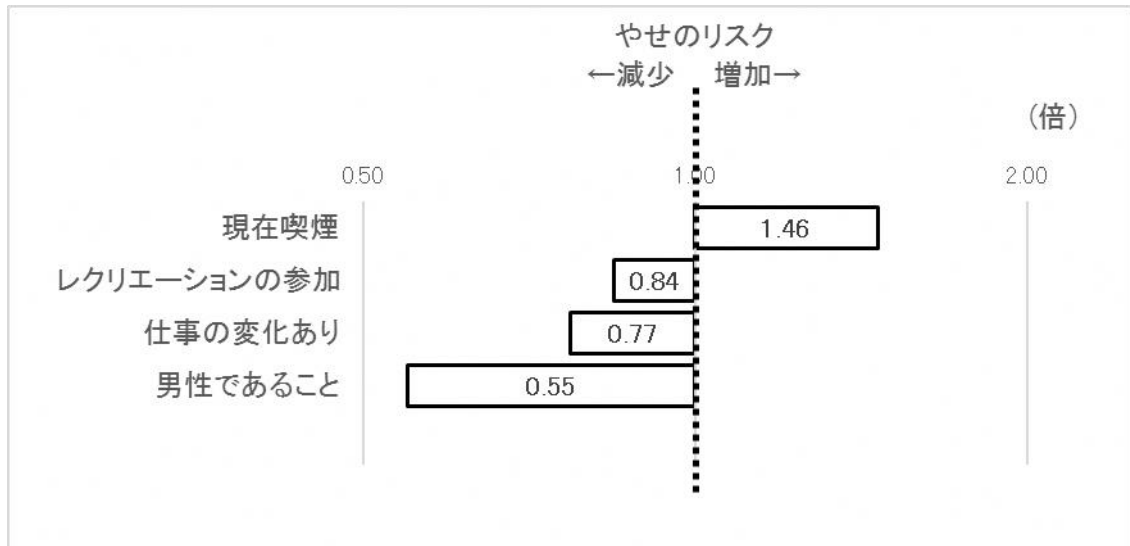 やせのリスク
←減少 増加→
（倍）
0.50 1.00 2.00
現在喫煙 1.46
レクリエーションの参加 0.84
仕事の変化あり 0.77
男性であること 0.55